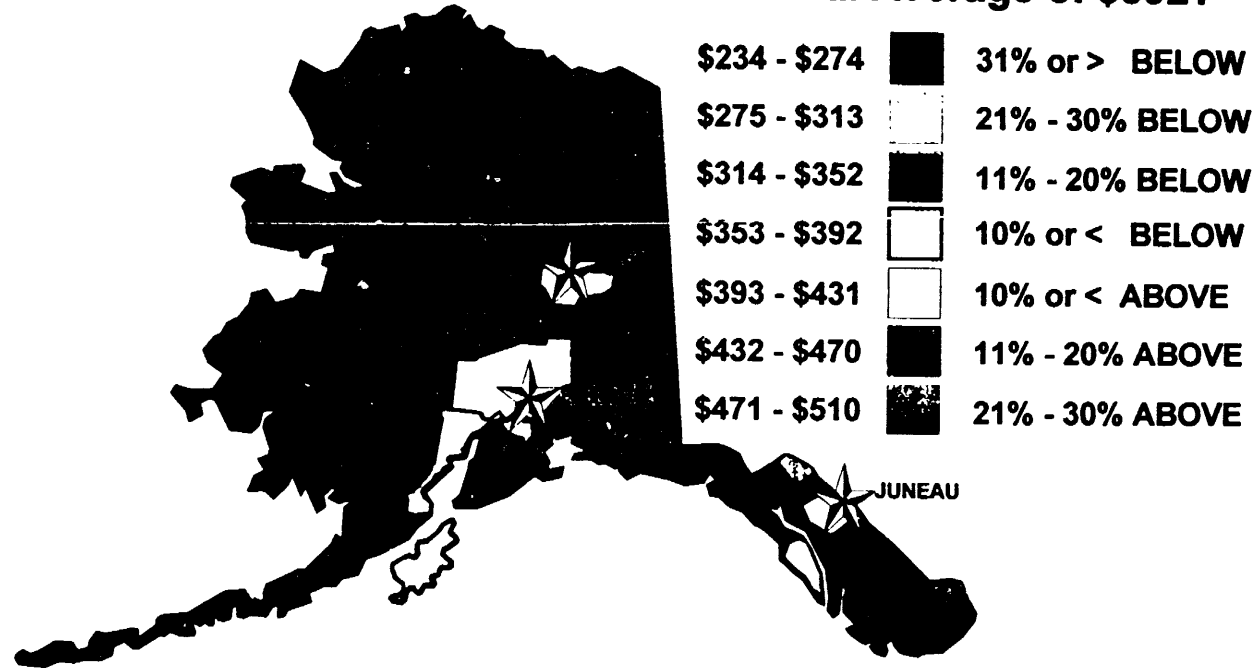 $234 - $274 31% or > BELOW
$275 - $313 21% - 30% BELOW
$314 - $352 11% - 20% BELOW
$353 - $392 10% or < BELOW
$393 - $431 10% or < ABOVE
$432 - $470 11% - 20% ABOVE
$471 - $510 21% - 30% ABOVE
JUNEAU